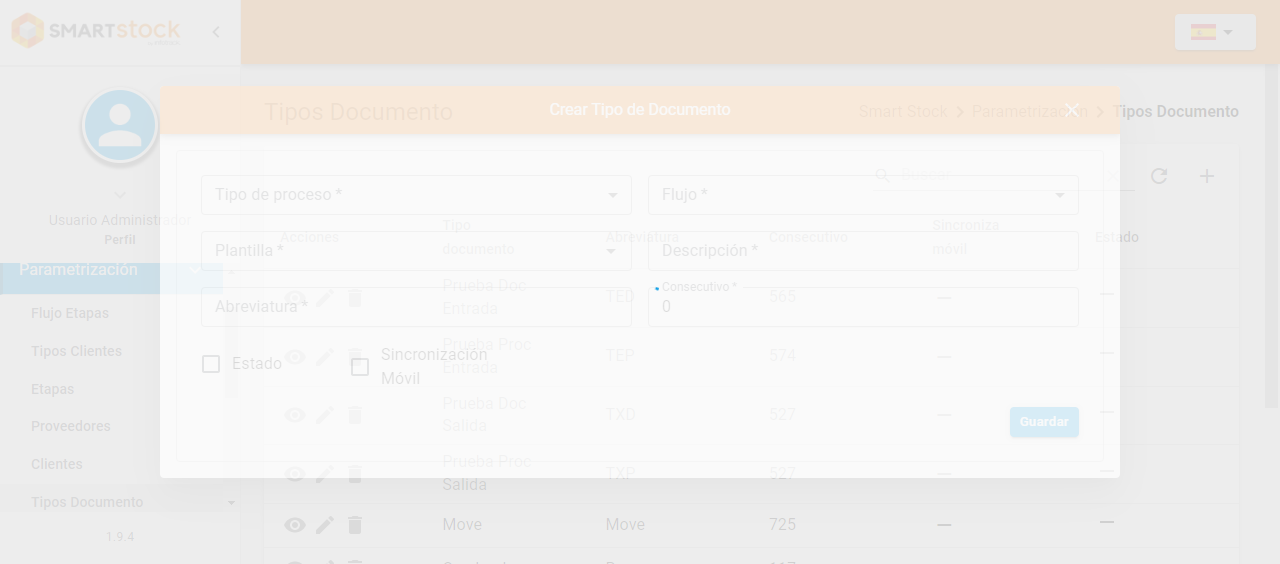 SMARTstock
Tipos Documento
Crear Tipo de Documento
Smart Stock > Parametrización > Tipos Documento
Usuario Administrador
Perfil
Parametrización
Flujo Etapas
Tipos Clientes
Etapas
Proveedores
Clientes
Tipos Documento
1.9.4
Buscar
Tipo de proceso *
Flujo *
Plantilla *
Descripción *
Abreviatura *
Consecutivo *
0
Estado
Sincronización
Móvil
Guardar
Acciones
Tipo
documento
Abreviatura
Consecutivo
Sincroniza
movil
Estado
Prueba Doc
Entrada
TED
565
—
—
Prueba Proc
Entrada
TEP
574
—
—
Prueba Doc
Salida
TXD
527
—
—
Prueba Proc
Salida
TXP
527
—
—
Move
Move
725
—
—